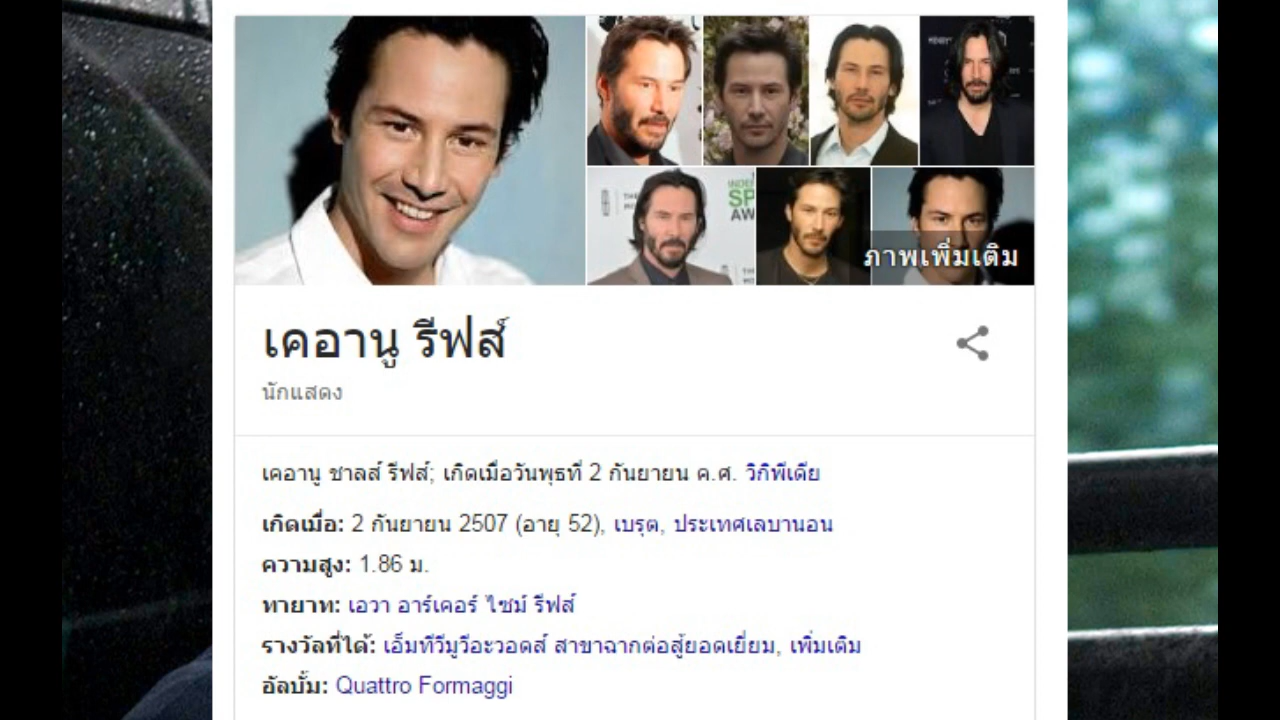 INDEP
SP
AW
ภาพเพิ่มเติม
เคอานู รีฟส์
นักแสดง
เคอานู ชาลส์ รีฟส์; เกิดเมื่อวันพุธที่ 2 กันยายน ค.ศ. วิกิพีเดีย
เกิดเมื่อ: 2 กันยายน 2507 (อายุ 52), เบรุต, ประเทศเลบานอน
ความสูง: 1.86 ม.
ทายาท: เอวา อาร์เคอร์ ไซม์ รีฟส์
รางวัลที่ได้: เอ็มทีวีมูวีอะวอดส์ สาขาฉากต่อสู้ยอดเยี่ยม, เพิ่มเติม
อัลบั้ม: Quattro Formaggi